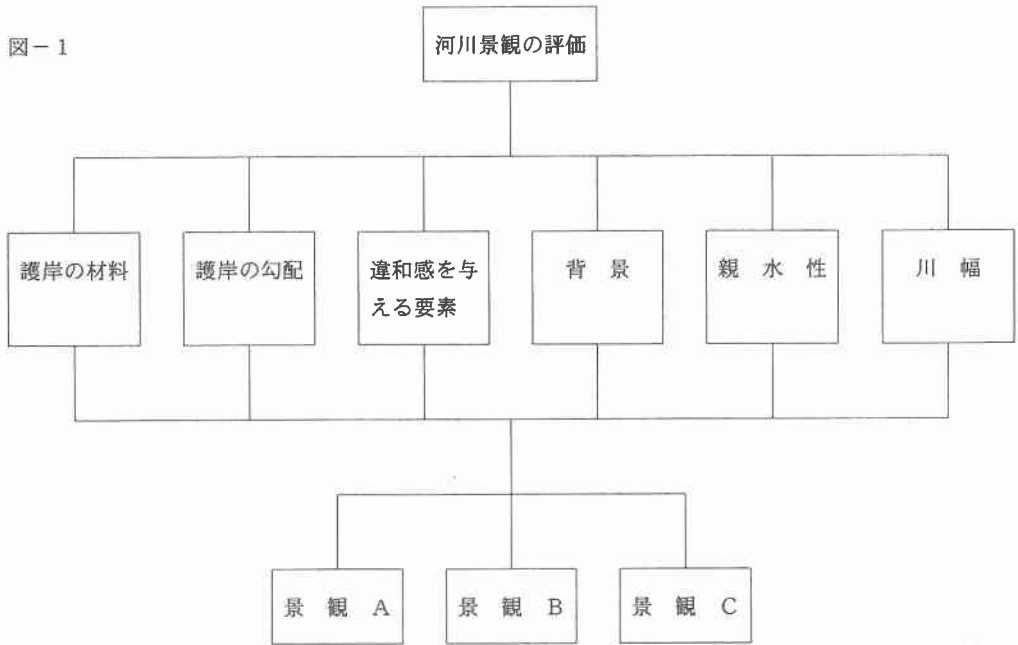 図－1
河川景観の評価
護岸の材料
護岸の勾配
違和感を与
える要素
背 景
親 水 性
川 幅
景 観 A
景 観 B
景 観 C